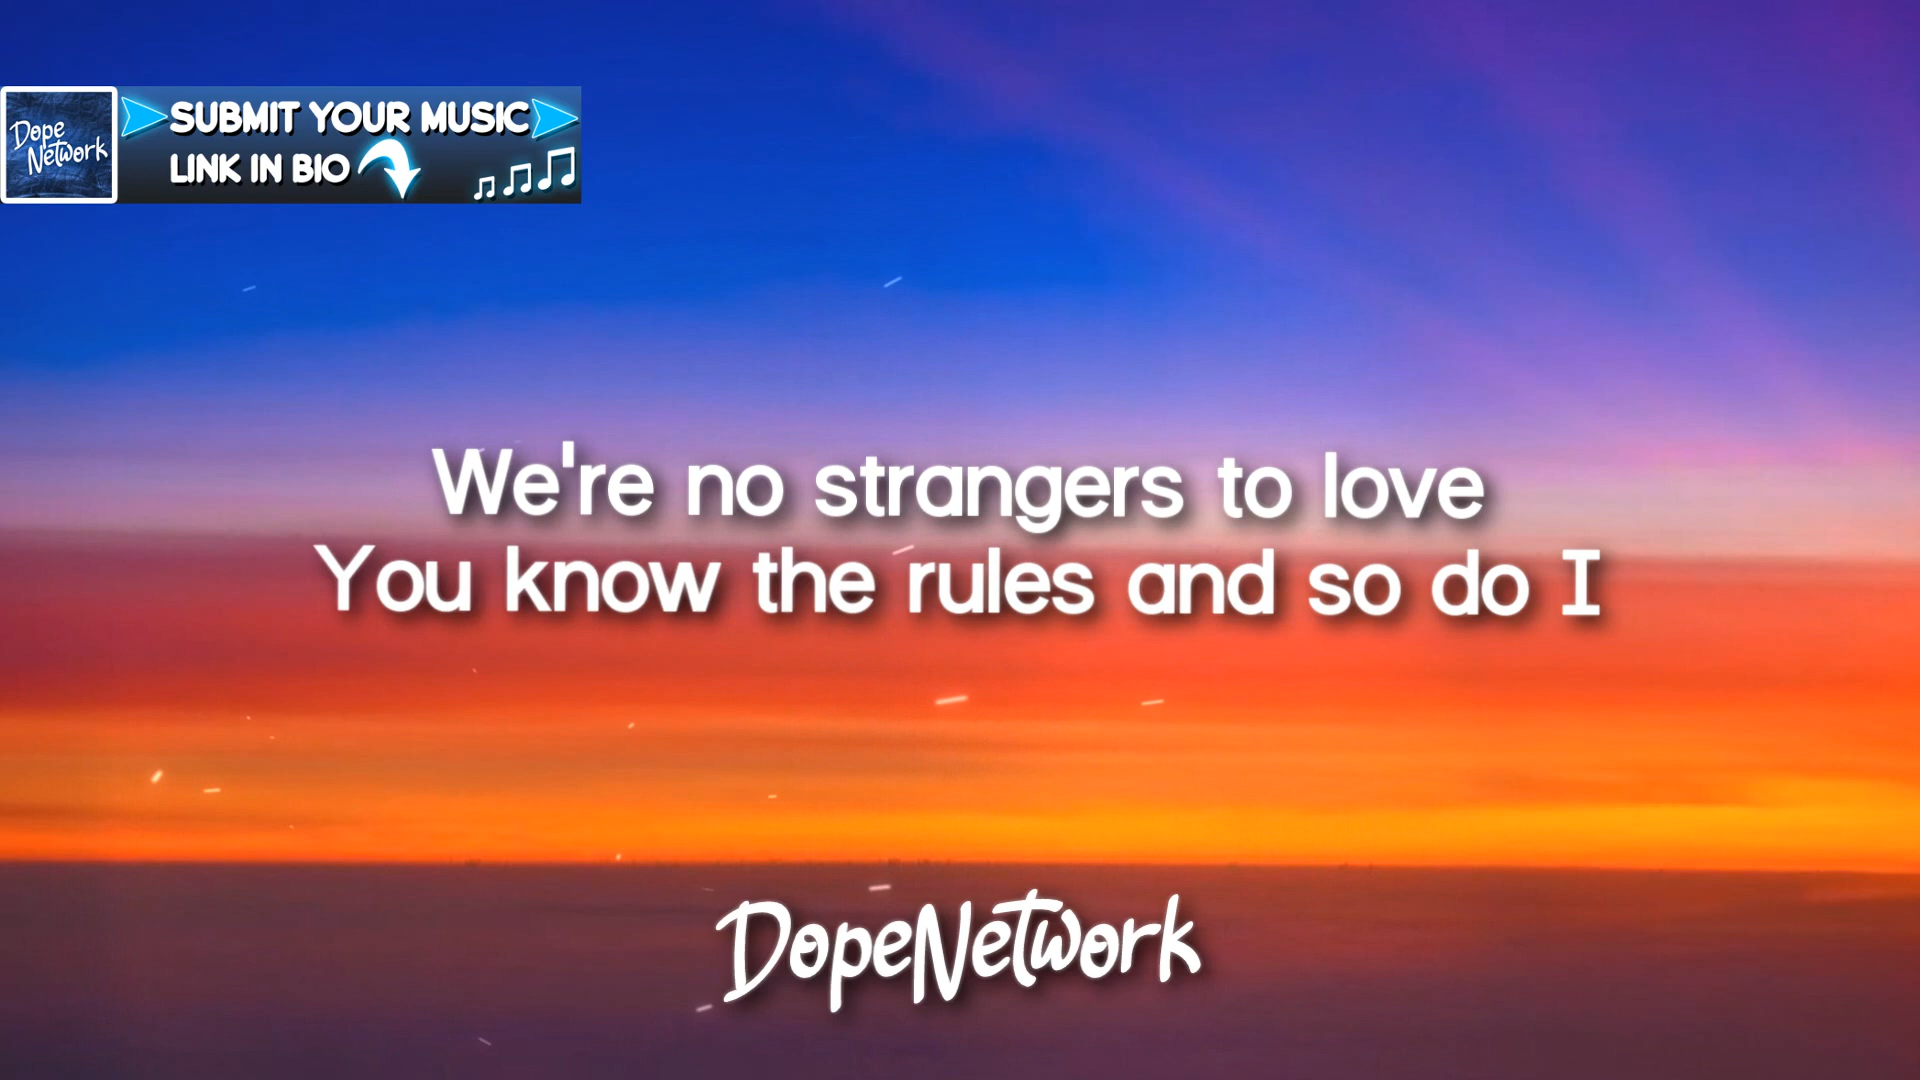 Dope
Network
SUBMIT YOUR MUSIC
LINK IN BIO
We're no strangers to love
You know the rules and so do I
DopeNetwork